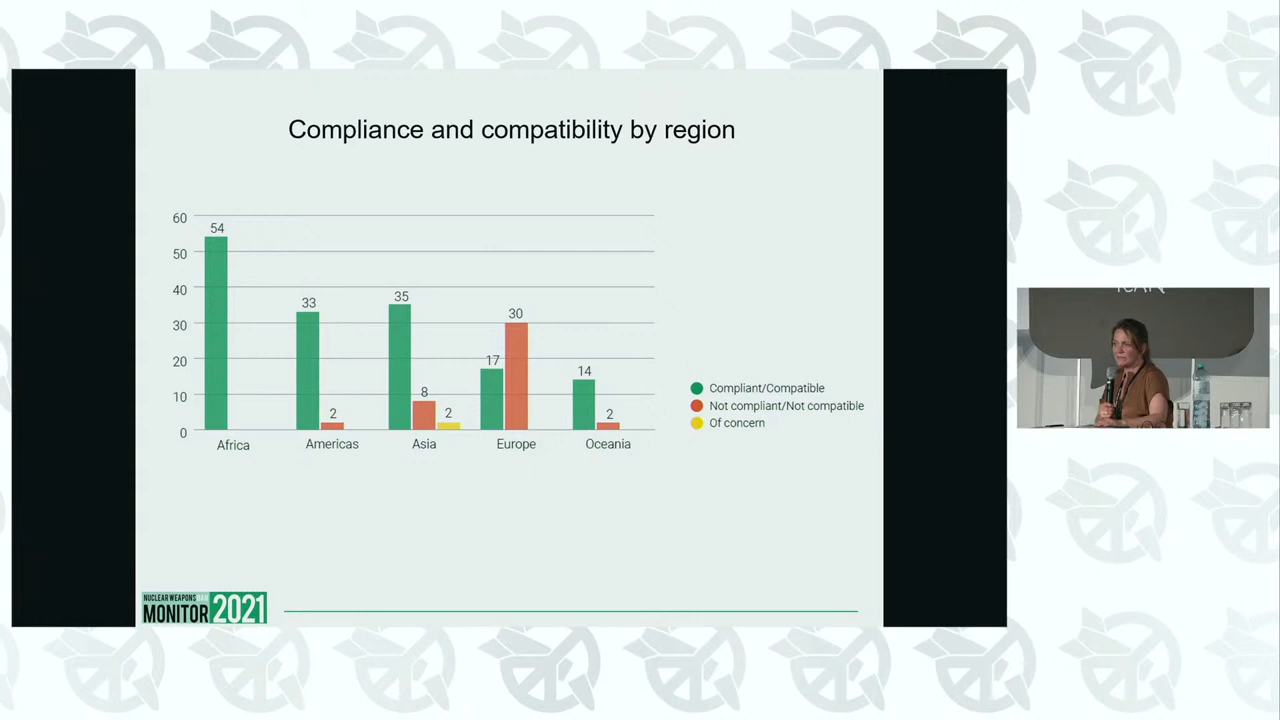 Compliance and compatibility by region
60
50
40
30
20
10
0
54
33
2
35
8
2
17
30
14
2
Africa
Americas
Asia
Europe
Oceania
Compliant/Compatible
Not compliant/Not compatible
Of concern
NUCLEAR WEAPONS BAN
MONITOR 2021
ICAN